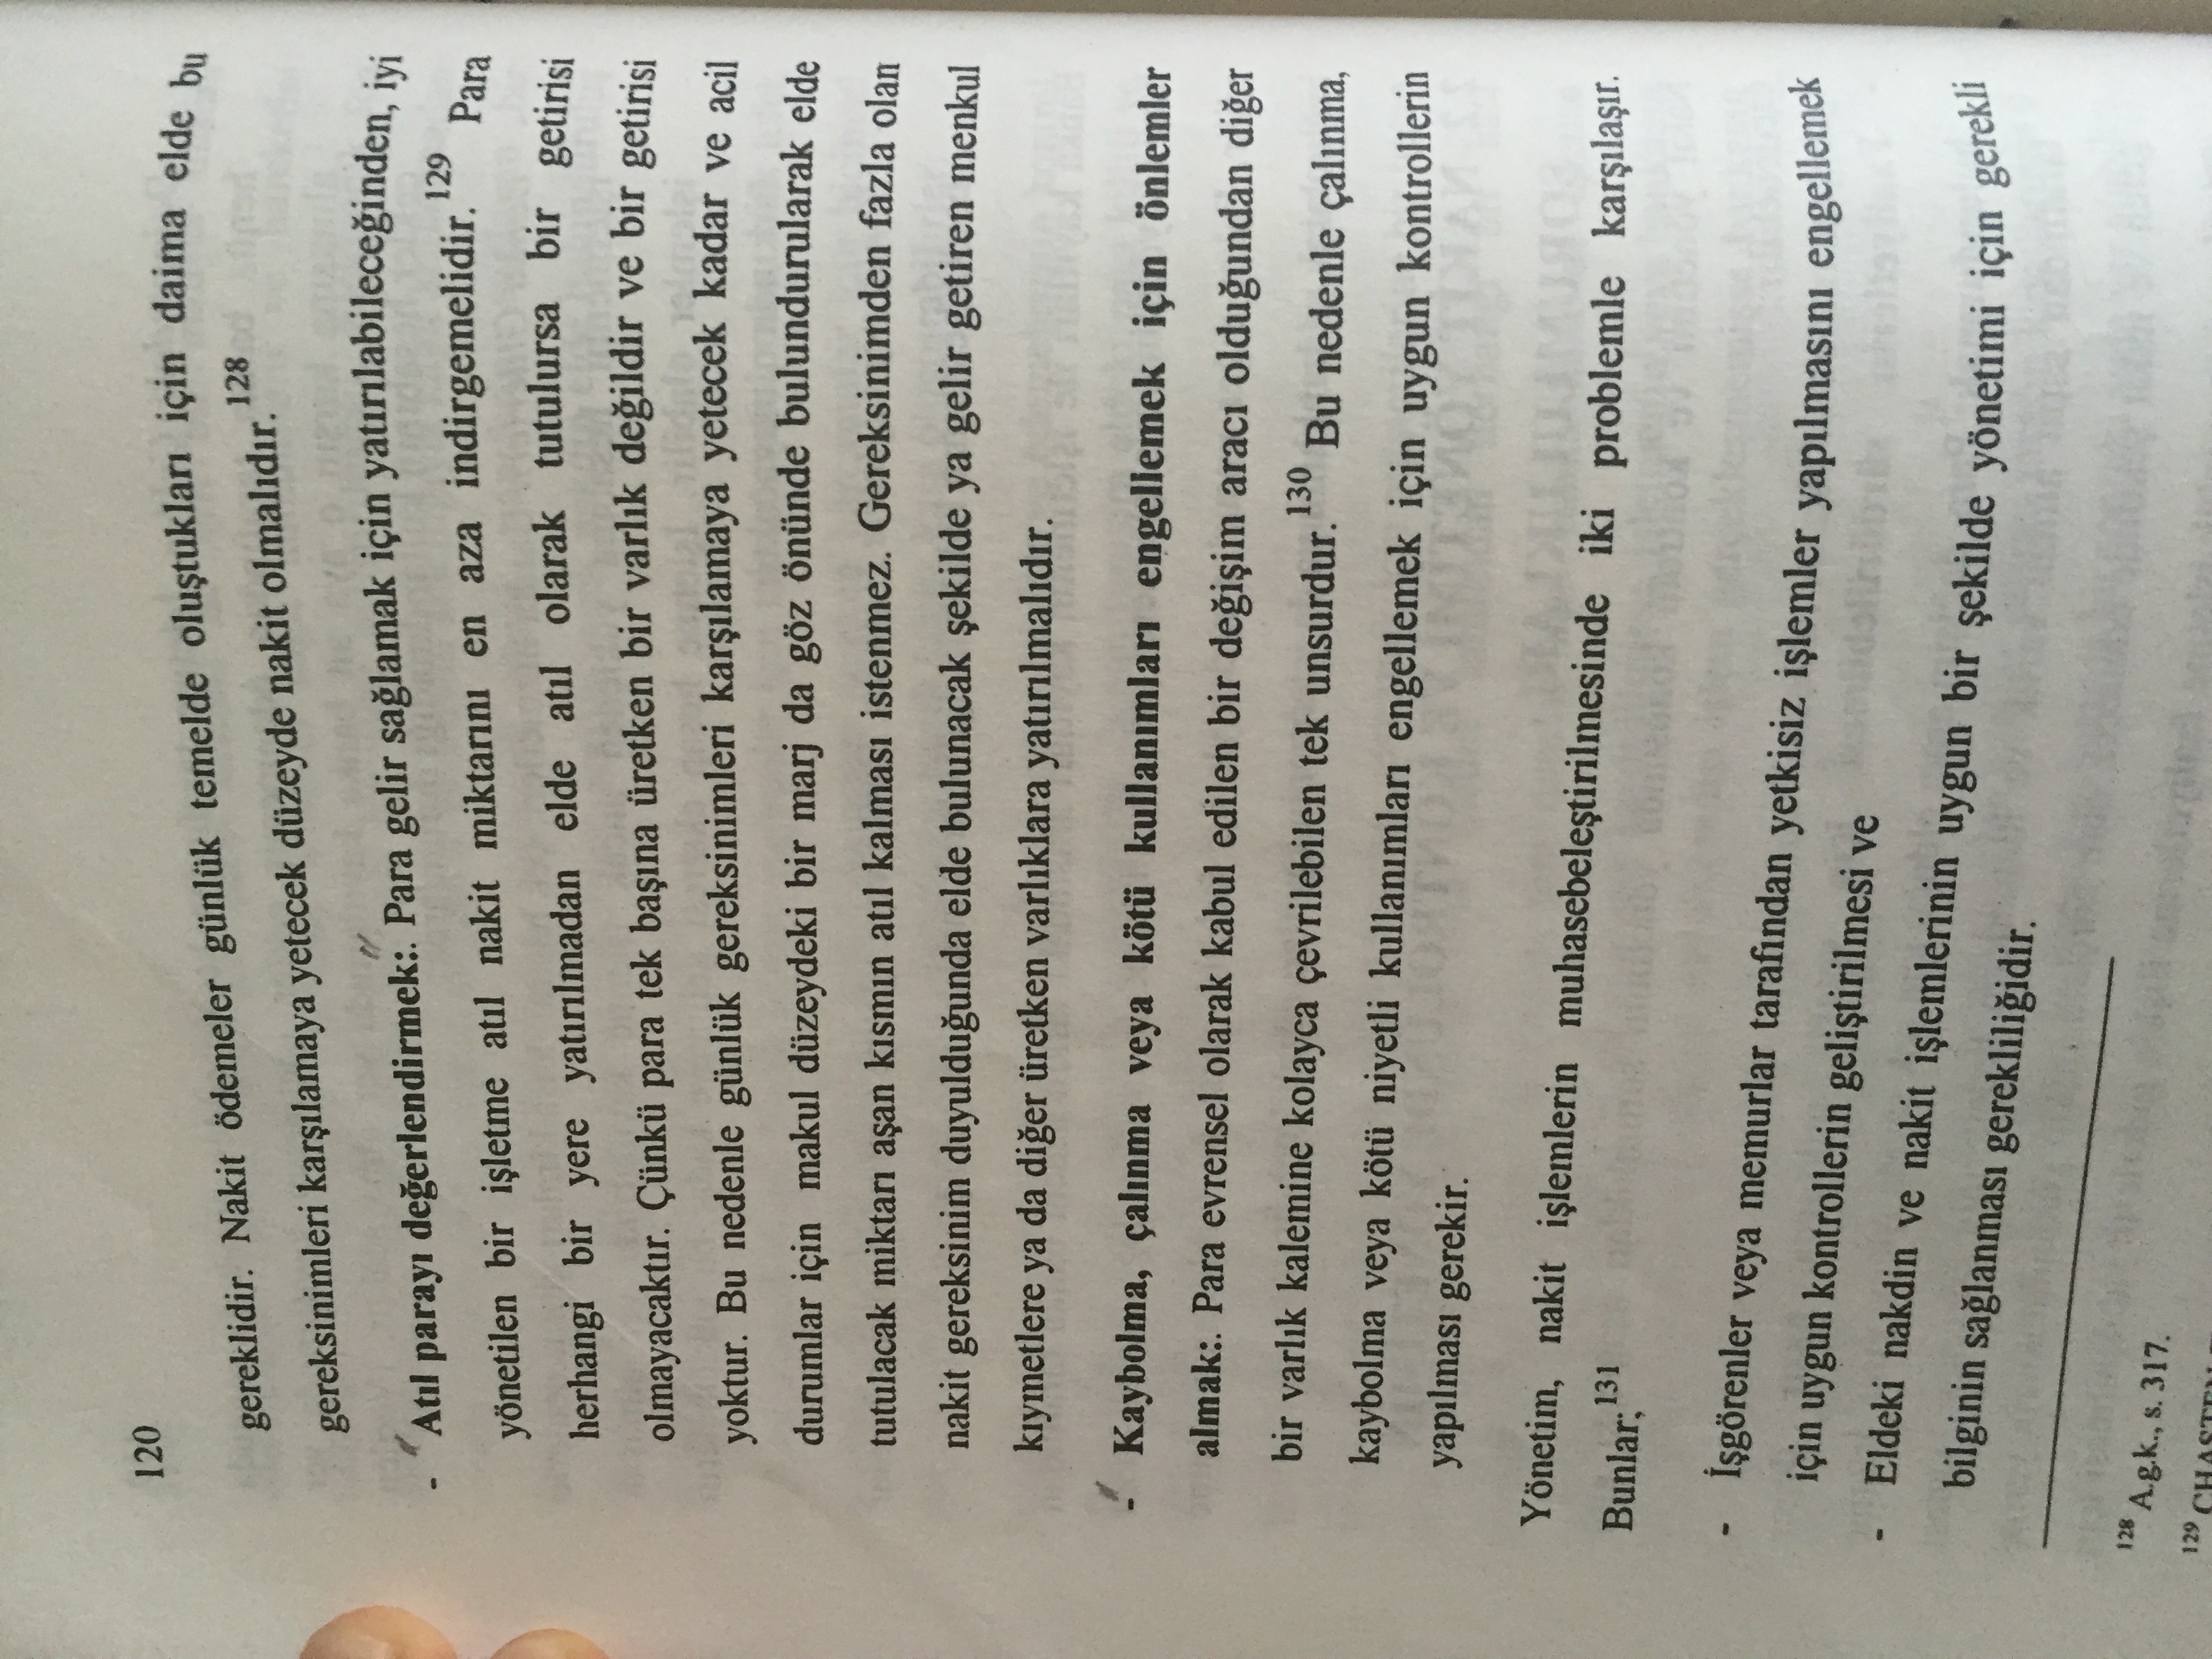 120
gereklidir. Nakit ödemeler günlük temelde oluştukları için daima elde bu
gereksinimleri karşılamaya yetecek düzeyde nakit olmalıdır.128
- Atıl parayı değerlendirmek:. Para gelir sağlamak için yatırılabileceğinden, iyi
yönetilen bir işletme atıl nakit miktarını en aza indirgemelidir.129 Para
herhangi bir yere yatırılmadan elde atıl olarak tutulursa bir getirisi
olmayacaktır. Çünkü para tek başına üretken bir varlık değildir ve bir getirisi
yoktur. Bu nedenle günlük gereksinimleri karşılamaya yetecek kadar ve acil
durumlar için makul düzeydeki bir marj da göz önünde bulundurularak elde
tutulacak miktarı aşan kısmın atıl kalması istenmez. Gereksinimden fazla olan
nakit gereksinim duyulduğunda elde bulunacak şekilde ya gelir getiren menkul
kıymetlere ya da diğer üretken varlıklara yatırılmalıdır.
- Kaybolma, çalınma veya kötü kullanımları engellemek için önlemler
almak:. Para evrensel olarak kabul edilen bir değişim aracı olduğundan diğer
bir varlık kalemine kolayca çevrilebilen tek unsurdur.130 Bu nedenle çalınma,
kaybolma veya kötü niyetli kullanımları engellemek için uygun kontrollerin
yapılması gerekir.
Yönetim, nakit işlemlerin muhasebeleştirilmesinde iki problemle karşılaşır.
Bunlar;131
- İşgörenler veya memurlar tarafından yetkisiz işlemler yapılmasını engellemek
için uygun kontrollerin geliştirilmesi ve
- Eldeki nakdin ve nakit işlemlerinin uygun bir şekilde yönetimi için gerekli
bilginin sağlanması gerekliliğidir.
128 A.g.k., s. 317.
129